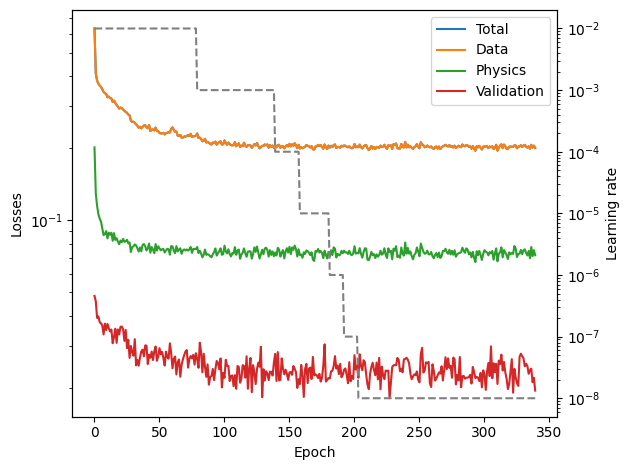 Total
Data
Physics
Validation
Losses
10⁻¹
10⁻²
10⁻³
10⁻⁴
10⁻⁵
10⁻⁶
10⁻⁷
10⁻⁸
Learning rate
0 50 100 150 200 250 300 350
Epoch